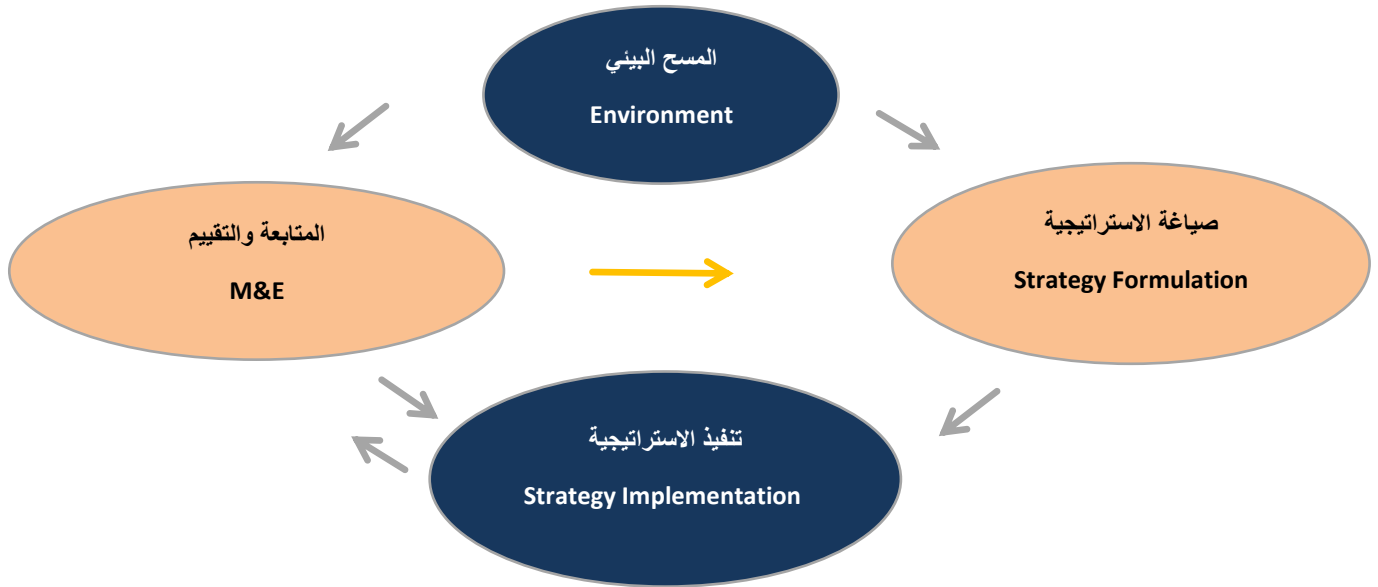 المسح البيئي
Environment
صياغة الاستراتيجية
Strategy Formulation
المتابعة والتقييم
M&E
تنفيذ الاستراتيجية
Strategy Implementation